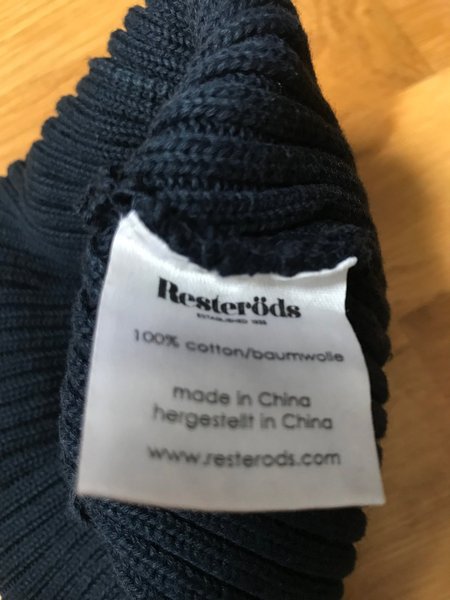 Resteröds
ESTABLISHED 1935
100% cotton/baumwolle
made in China
hergestellt in China
www.resterods.com